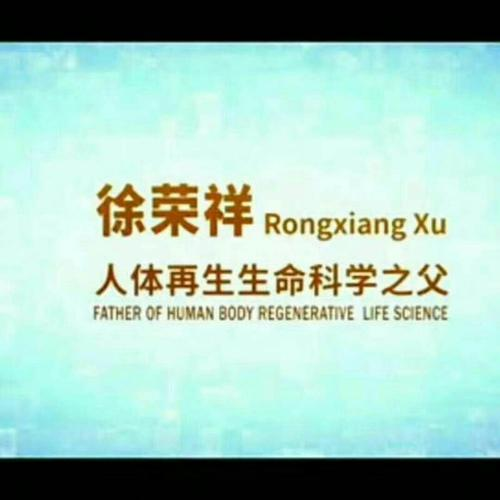 徐荣祥 Rongxiang Xu
人体再生生命科学之父
FATHER OF HUMAN BODY REGENERATIVE LIFE SCIENCE